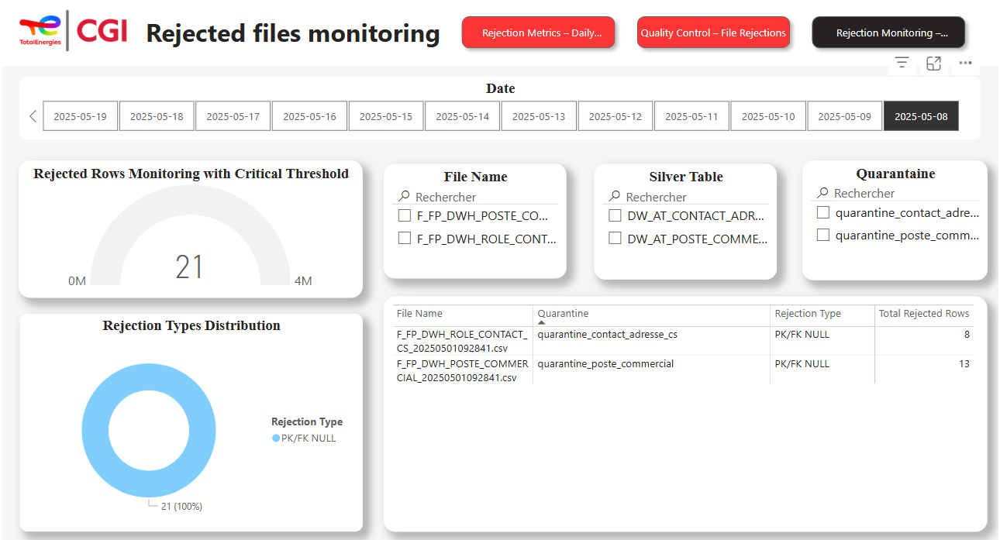 TotalEnergies
CGI
Rejected files monitoring
Rejection Metrics – Daily...
Quality Control – File Rejections
Rejection Monitoring –...
Date
2025-05-19
2025-05-18
2025-05-17
2025-05-16
2025-05-15
2025-05-14
2025-05-13
2025-05-12
2025-05-11
2025-05-10
2025-05-09
2025-05-08
Rejected Rows Monitoring with Critical Threshold
21
0M
4M
File Name
Rechercher
F_FP_DWH_POSTE_CO...
F_FP_DWH_ROLE_CONT...
Silver Table
Rechercher
DW_AT_CONTACT_ADR...
DW_AT_POSTE_COMME...
Quarantaine
Rechercher
quarantine_contact_adre...
quarantine_poste_comm...
Rejection Types Distribution
Rejection Type
PK/FK NULL
21 (100%)
File Name
Quarantine
Rejection Type
Total Rejected Rows
F_FP_DWH_ROLE_CONTACT_
CS_20250501092841.csv
quarantine_contact_adresse_cs
PK/FK NULL
8
F_FP_DWH_POSTE_COMMER
CIAL_20250501092841.csv
quarantine_poste_commercial
PK/FK NULL
13